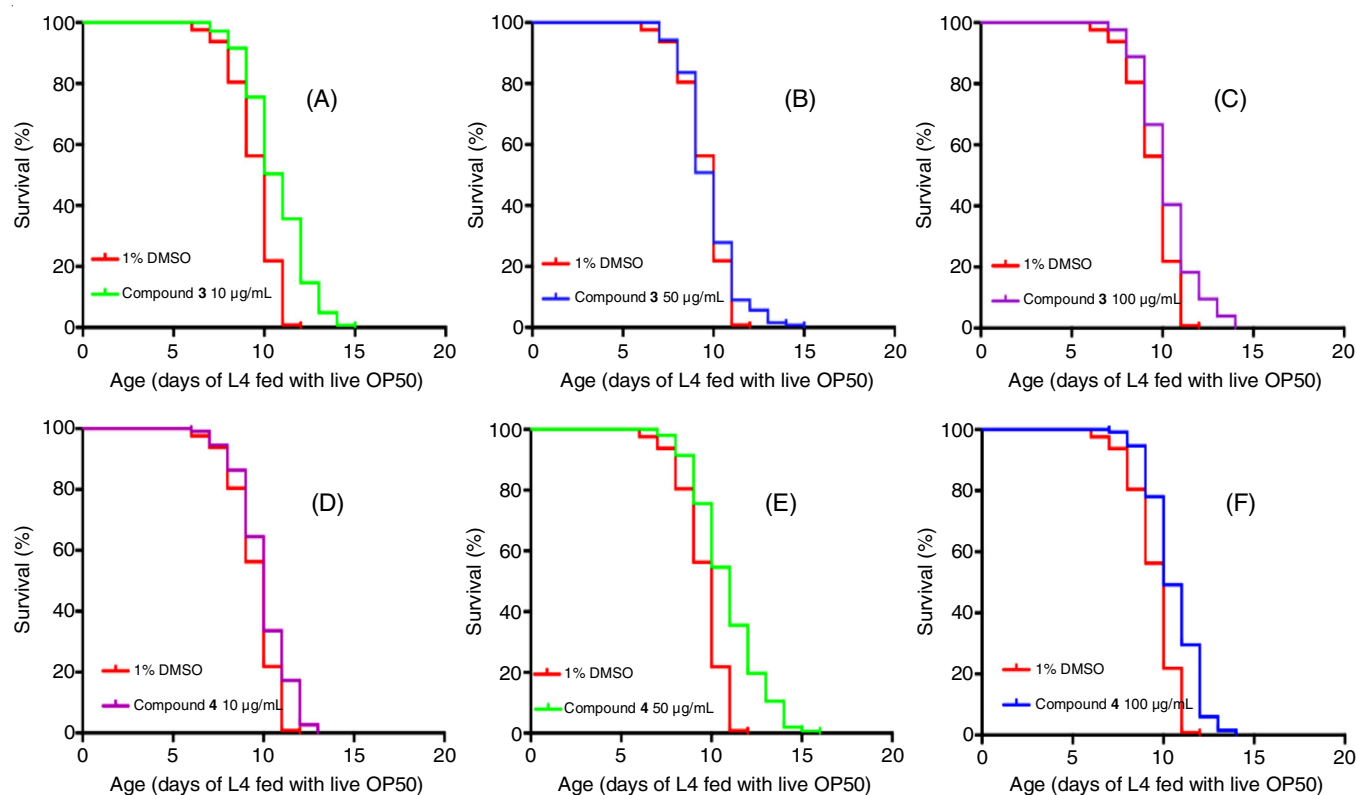 100
80
60
40
20
0
Survival (%)
(A)
1% DMSO
Compound 3 10 µg/mL
0 5 10 15 20
Age (days of L4 fed with live OP50)
100
80
60
40
20
0
Survival (%)
(B)
1% DMSO
Compound 3 50 µg/mL
0 5 10 15 20
Age (days of L4 fed with live OP50)
100
80
60
40
20
0
Survival (%)
(C)
1% DMSO
Compound 3 100 µg/mL
0 5 10 15 20
Age (days of L4 fed with live OP50)
100
80
60
40
20
0
Survival (%)
(D)
1% DMSO
Compound 4 10 µg/mL
0 5 10 15 20
Age (days of L4 fed with live OP50)
100
80
60
40
20
0
Survival (%)
(E)
1% DMSO
Compound 4 50 µg/mL
0 5 10 15 20
Age (days of L4 fed with live OP50)
100
80
60
40
20
0
Survival (%)
(F)
1% DMSO
Compound 4 100 µg/mL
0 5 10 15 20
Age (days of L4 fed with live OP50)